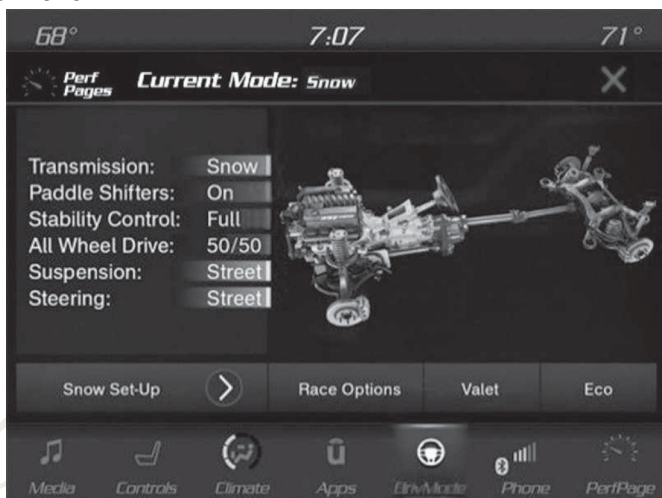 68° 7:07 71°
Perf Pages Current Mode: Snow
Transmission: Snow
Paddle Shifters: On
Stability Control: Full
All Wheel Drive: 50/50
Suspension: Street
Steering: Street
Snow Set-Up Race Options Valet Eco
Media Controls Climate Apps DriveMode Phone PerfPage